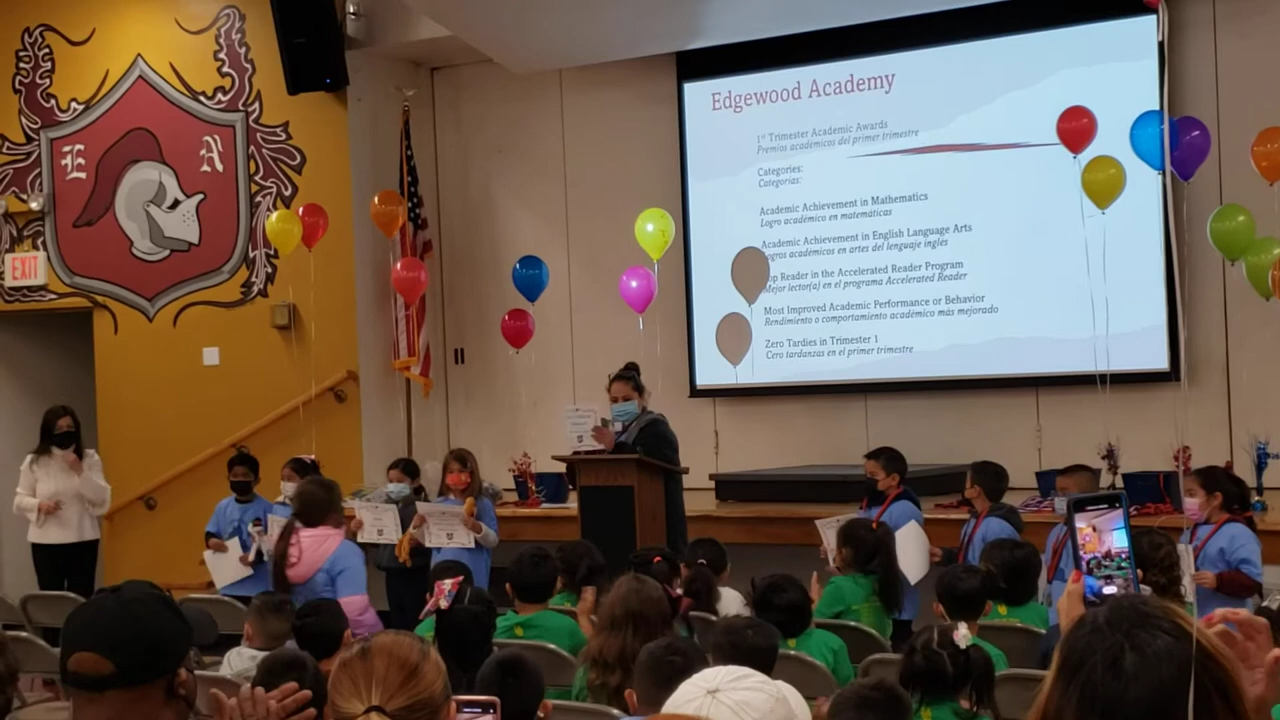 E A
EXIT
Edgewood Academy
1st Trimester Academic Awards
Premios académicos del primer trimestre
Categories:
Categorías:
Academic Achievement in Mathematics
Logro académico en matemáticas
Academic Achievement in English Language Arts
ogros académicos en artes del lenguaje inglés
op Reader in the Accelerated Reader Program
Mejor lector(a) en el programa Accelerated Reader
Most Improved Academic Performance or Behavior
Rendimiento o comportamiento académico más mejorado
Zero Tardies in Trimester 1
Cero tardanzas en el primer trimestre